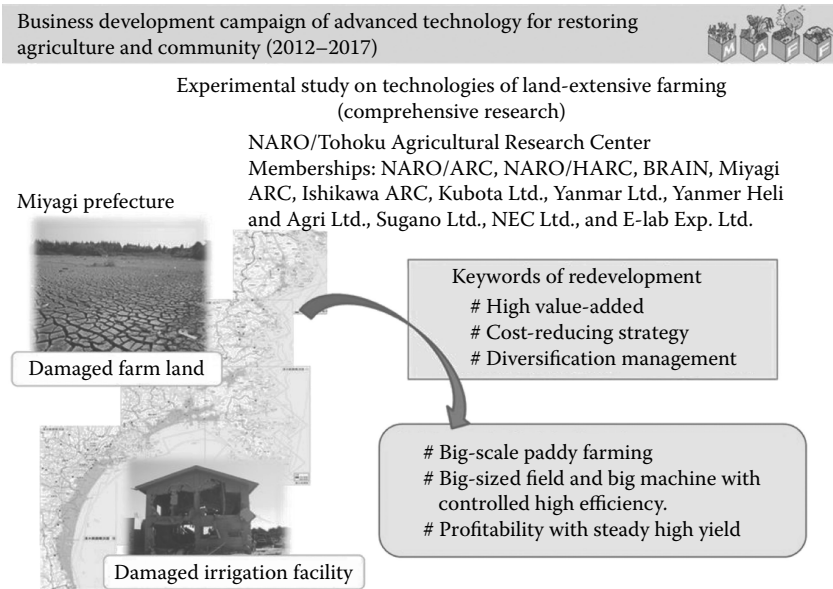 Business development campaign of advanced technology for restoring
agriculture and community (2012–2017)
MAFF
Experimental study on technologies of land-extensive farming
(comprehensive research)
NARO/Tohoku Agricultural Research Center
Memberships: NARO/ARC, NARO/HARC, BRAIN, Miyagi
ARC, Ishikawa ARC, Kubota Ltd., Yanmar Ltd., Yanmer Heli
and Agri Ltd., Sugano Ltd., NEC Ltd., and E-lab Exp. Ltd.
Miyagi prefecture
Damaged farm land
Keywords of redevelopment
# High value-added
# Cost-reducing strategy
# Diversification management
# Big-scale paddy farming
# Big-sized field and big machine with
controlled high efficiency.
# Profitability with steady high yield
Damaged irrigation facility